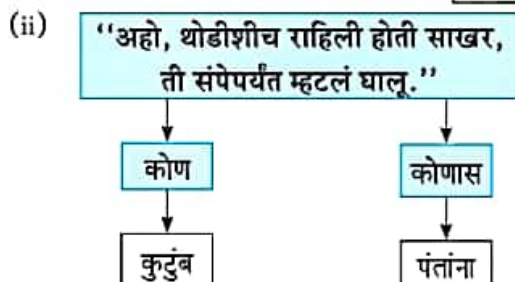 (ii)
“अहो, थोडीशीच राहिली होती साखर,
ती संपेपर्यंत म्हटलं घालू.”
कोण
कोणास
कुटुंब
पंतांना